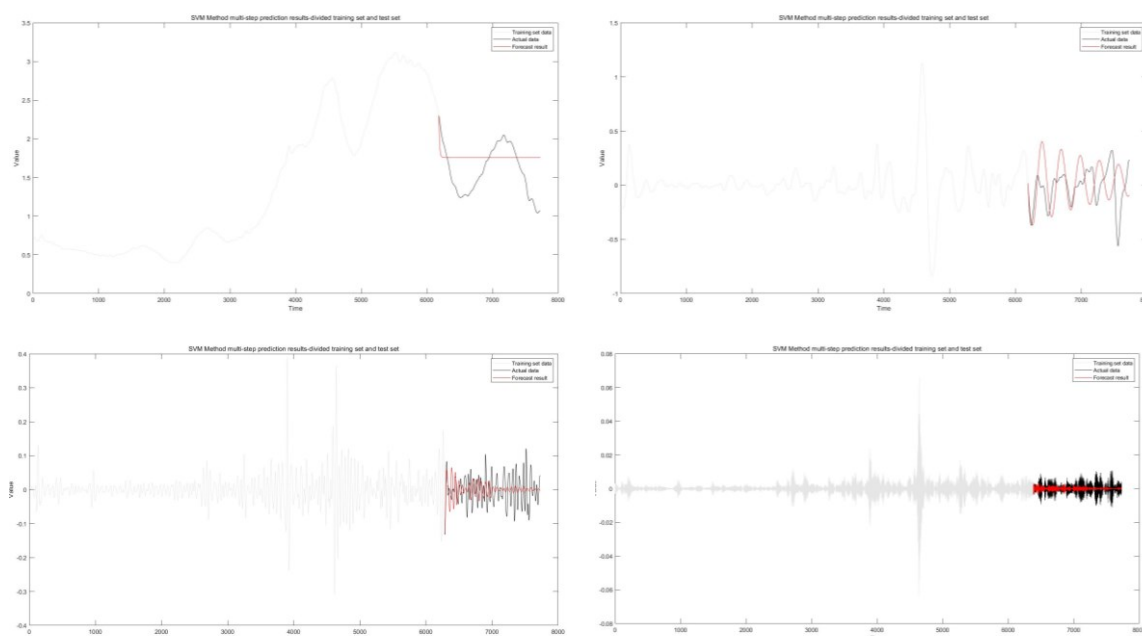 SVM Method multi-step prediction results-divided training set and test set
3.5
3
2.5
2
1.5
1
0.5
0
Value
0 1000 2000 3000 4000 5000 6000 7000 8000
Time
Training set data
Actual data
Forecast result
SVM Method multi-step prediction results-divided training set and test set
1.5
1
0.5
0
-0.5
-1
Value
0 1000 2000 3000 4000 5000 6000 7000 8000
Time
Training set data
Actual data
Forecast result
SVM Method multi-step prediction results-divided training set and test set
0.4
0.3
0.2
0.1
0
-0.1
-0.2
-0.3
-0.4
Value
0 1000 2000 3000 4000 5000 6000 7000 8000
Training set data
Actual data
Forecast result
SVM Method multi-step prediction results-divided training set and test set
0.08
0.06
0.04
0.02
0
-0.02
-0.04
-0.06
-0.08
0 1000 2000 3000 4000 5000 6000 7000 8000
Training set data
Actual data
Forecast result